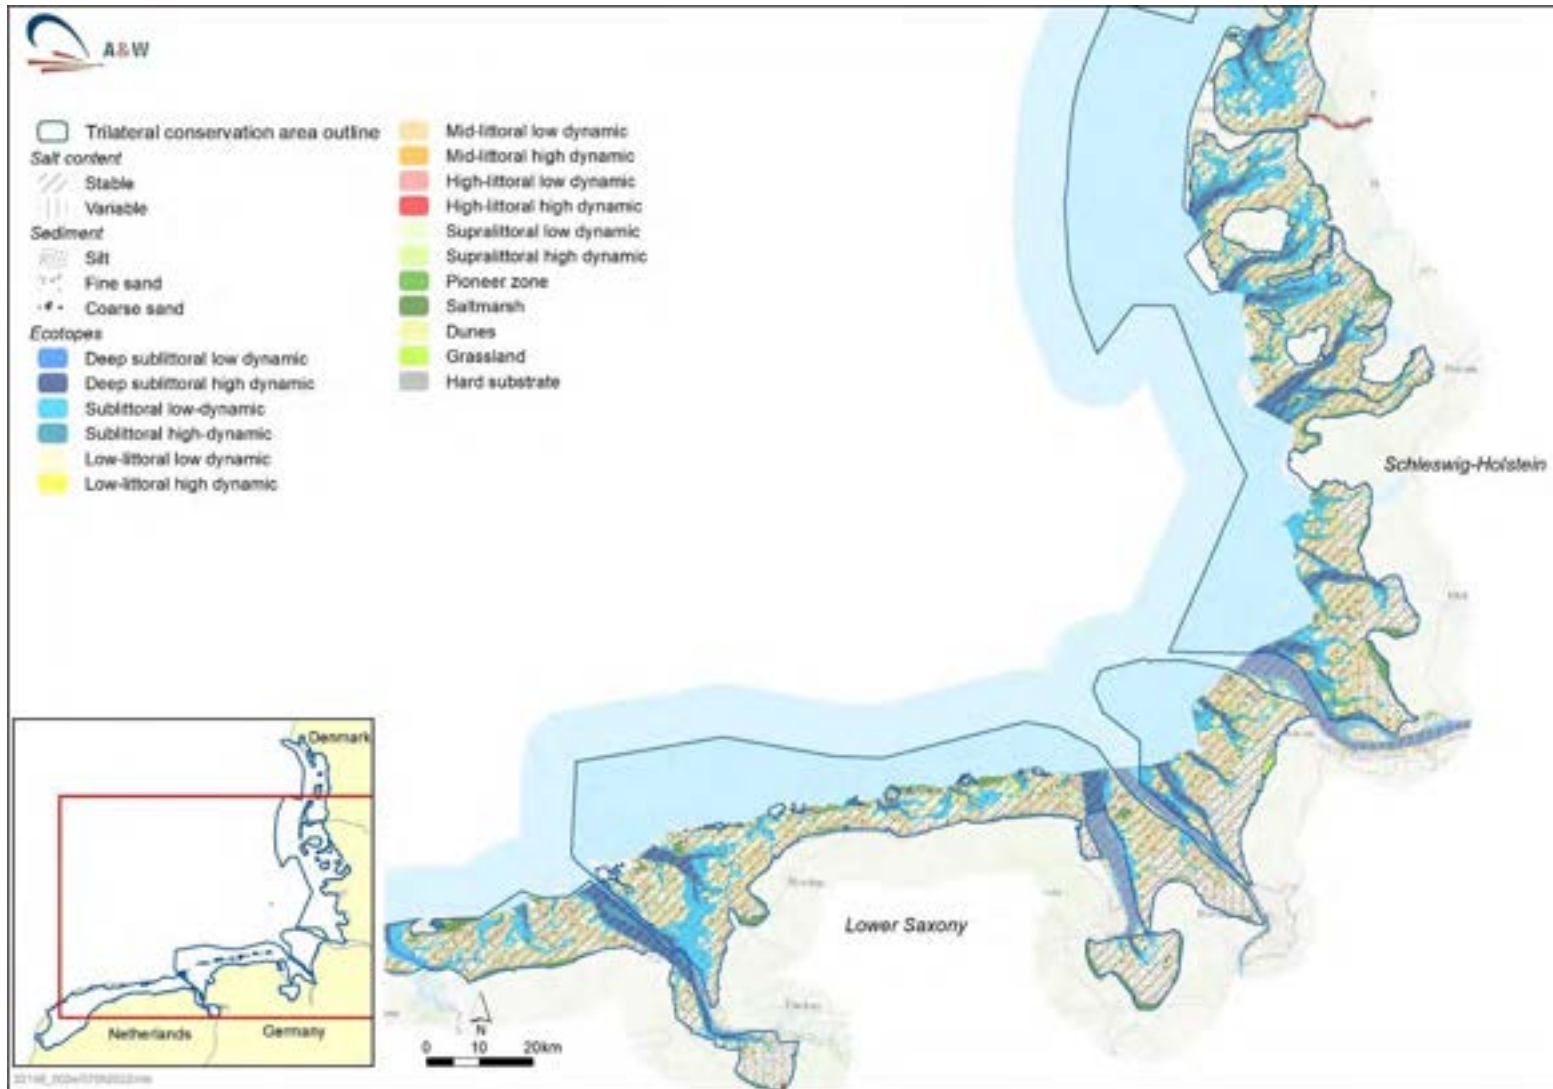 A&W
Trilateral conservation area outline
Salt content
Stable
Variable
Sediment
Silt
Fine sand
Coarse sand
Ecotopes
Deep sublittoral low dynamic
Deep sublittoral high dynamic
Sublittoral low-dynamic
Sublittoral high-dynamic
Low-littoral low dynamic
Low-littoral high dynamic
Mid-littoral low dynamic
Mid-littoral high dynamic
High-littoral low dynamic
High-littoral high dynamic
Supralittoral low dynamic
Supralittoral high dynamic
Pioneer zone
Saltmarsh
Dunes
Grassland
Hard substrate
Schleswig-Holstein
Lower Saxony
Denmark
Netherlands
Germany
N
0 10 20km